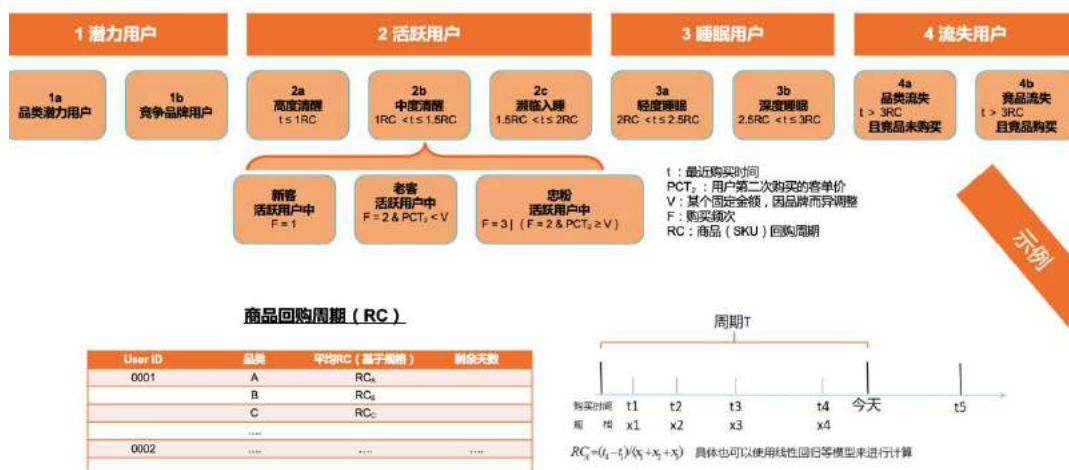 1 潜力用户
2 活跃用户
3 睡眠用户
4 流失用户
1a
品类潜力用户
1b
竞争品牌用户
2a
高度清醒
t ≤ 1RC
2b
中度清醒
1RC < t ≤ 1.5RC
2c
濒临入睡
1.5RC < t ≤ 2RC
3a
轻度睡眠
2RC < t ≤ 2.5RC
3b
深度睡眠
2.5RC < t ≤ 3RC
4a
品类流失
t > 3RC
且竞品未购买
4b
竞品流失
t > 3RC
且竞品购买
新客
活跃用户中
F = 1
老客
活跃用户中
F = 2 & PCT₂ < V
忠粉
活跃用户中
F = 3 | ( F = 2 & PCT₂ ≥ V )
t ：最近购买时间
PCT₂ ：用户第二次购买的客单价
V：某个固定金额，因品牌而异调整
F：购买频次
RC：商品（SKU）回购周期
示例
商品回购周期（RC）
User ID 品类 平均RC（基于规格） 剩余天数
0001 A RC_A
B RC_B
C RC_C
....
0002 .... .... ....
周期T
购买时间 t1 t2 t3 t4 今天 t5
规 格 x1 x2 x3 x4
RC_A=(t₄-t₁)/(x₁+x₂+x₃) 具体也可以使用线性回归等模型来进行计算